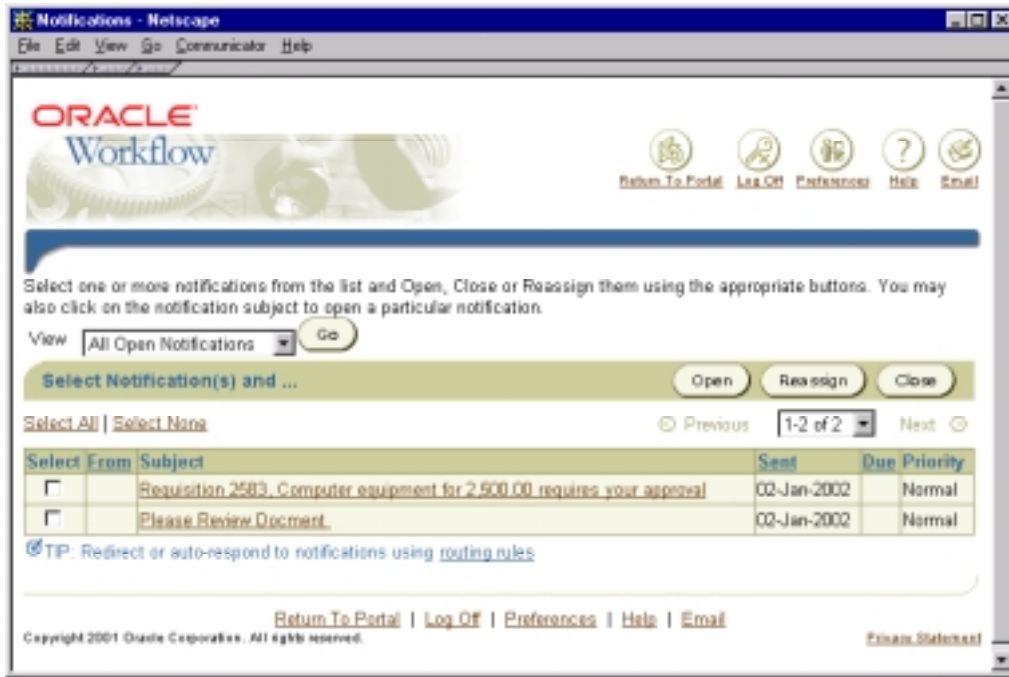 Notifications - Netscape
File Edit View Go Communicator Help
ORACLE
Workflow
Return To Portal Log Off Preferences Help Email
Select one or more notifications from the list and Open, Close or Reassign them using the appropriate buttons. You may
also click on the notification subject to open a particular notification.
View All Open Notifications Go
Select Notification(s) and ... Open Reassign Close
Select All | Select None Previous 1-2 of 2 Next
Select From Subject Sent Due Priority
Requisition 2583, Computer equipment for 2,500.00 requires your approval 02-Jan-2002 Normal
Please Review Docment. 02-Jan-2002 Normal
TIP: Redirect or auto-respond to notifications using routing rules
Return To Portal | Log Off | Preferences | Help | Email
Copyright 2001 Oracle Corporation. All rights reserved. Privacy Statement